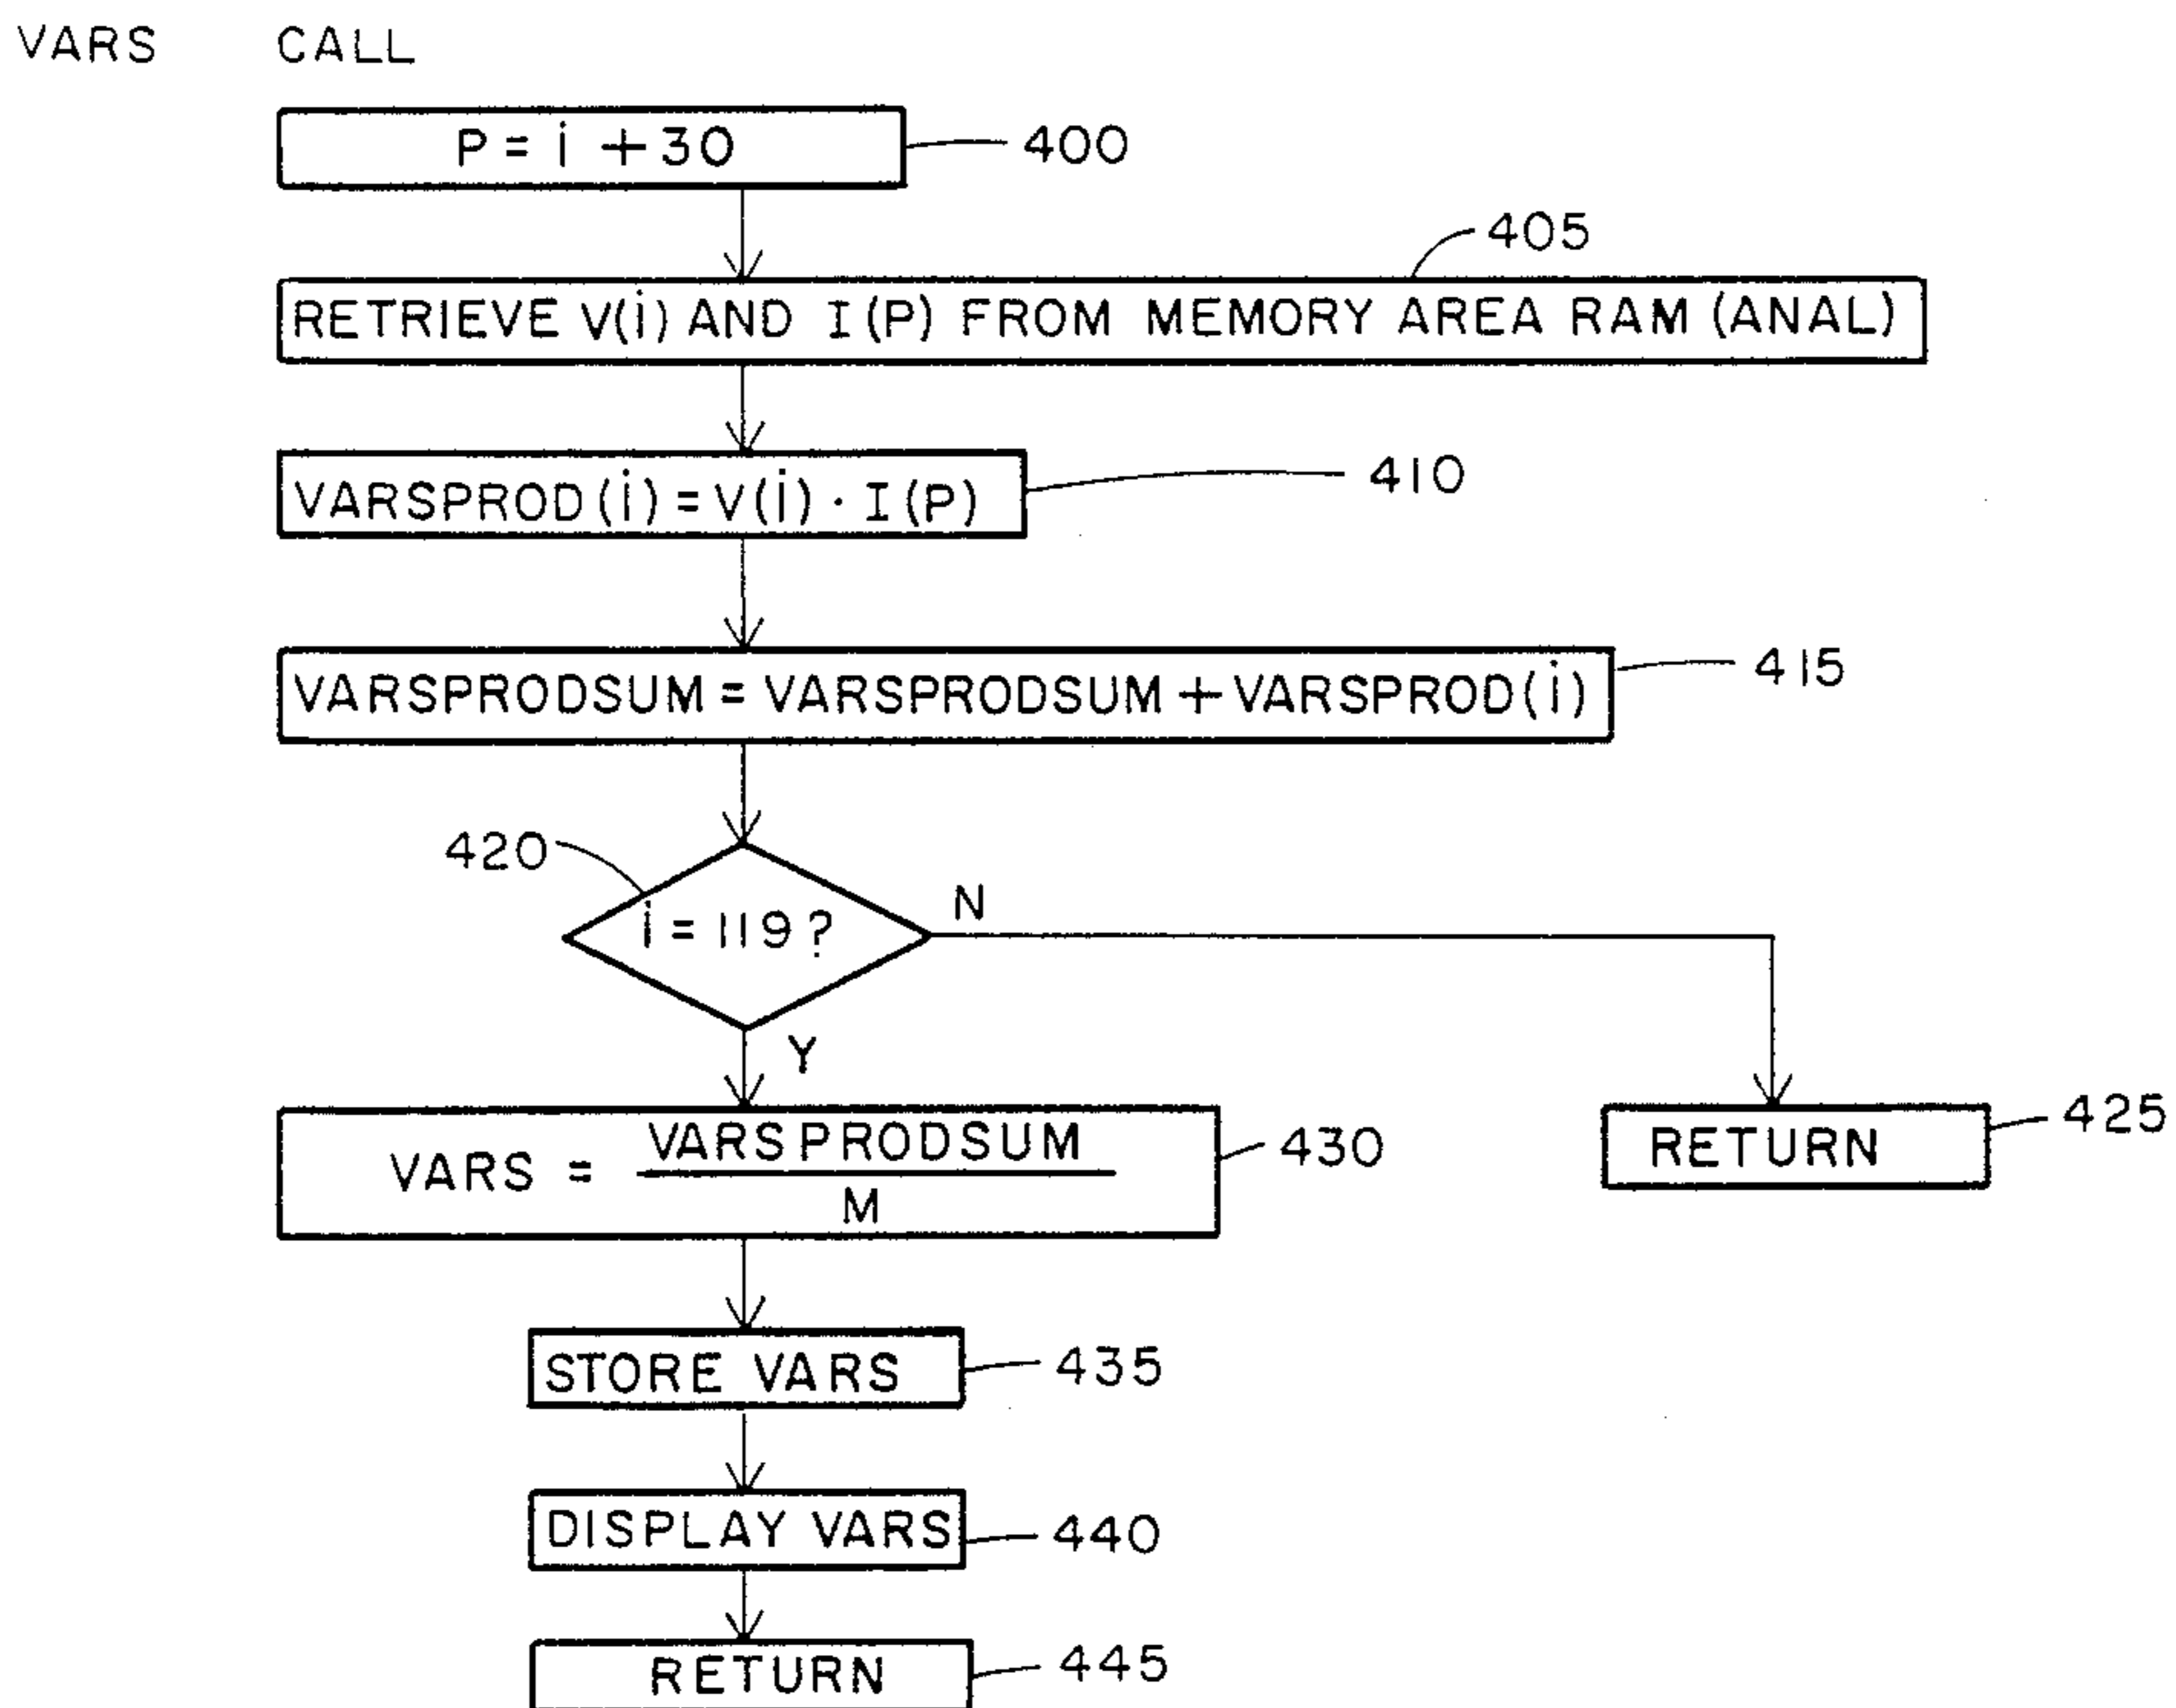 VARS CALL
P = i + 30
400
405
RETRIEVE V(i) AND I(P) FROM MEMORY AREA RAM (ANAL)
VARSPROD(i) = V(i) · I(P)
410
VARSPRODSUM = VARSPRODSUM + VARSPROD(i)
415
420
i = 119?
N
Y
VARS = VARSPRODSUM
M
430
RETURN
425
STORE VARS
435
DISPLAY VARS
440
RETURN
445